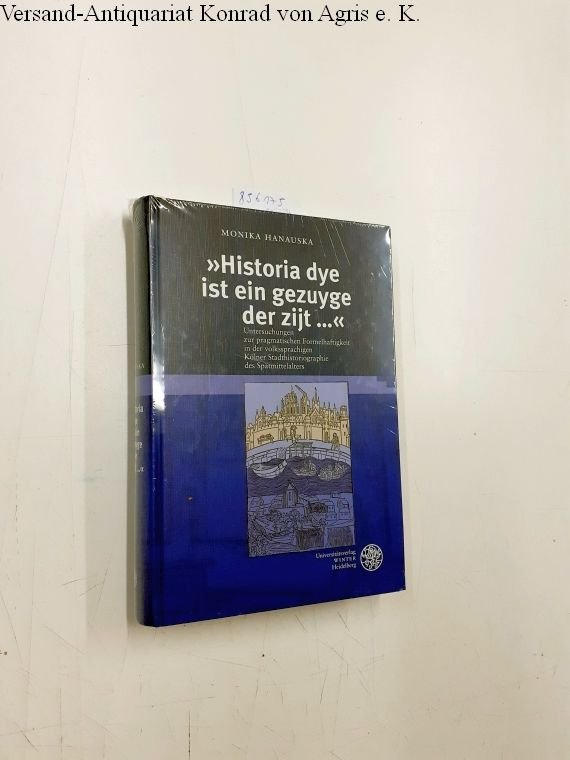 Versand-Antiquariat Konrad von Agris e. K.
856175
MONIKA HANAUSKA
»Historia dye
ist ein gezuyge
der zijt ...«
Untersuchungen
zur pragmatischen Formelhaftigkeit
in der volkssprachigen
Kölner Stadthistoriographie
des Spätmittelalters
Universitätsverlag
WINTER
Heidelberg